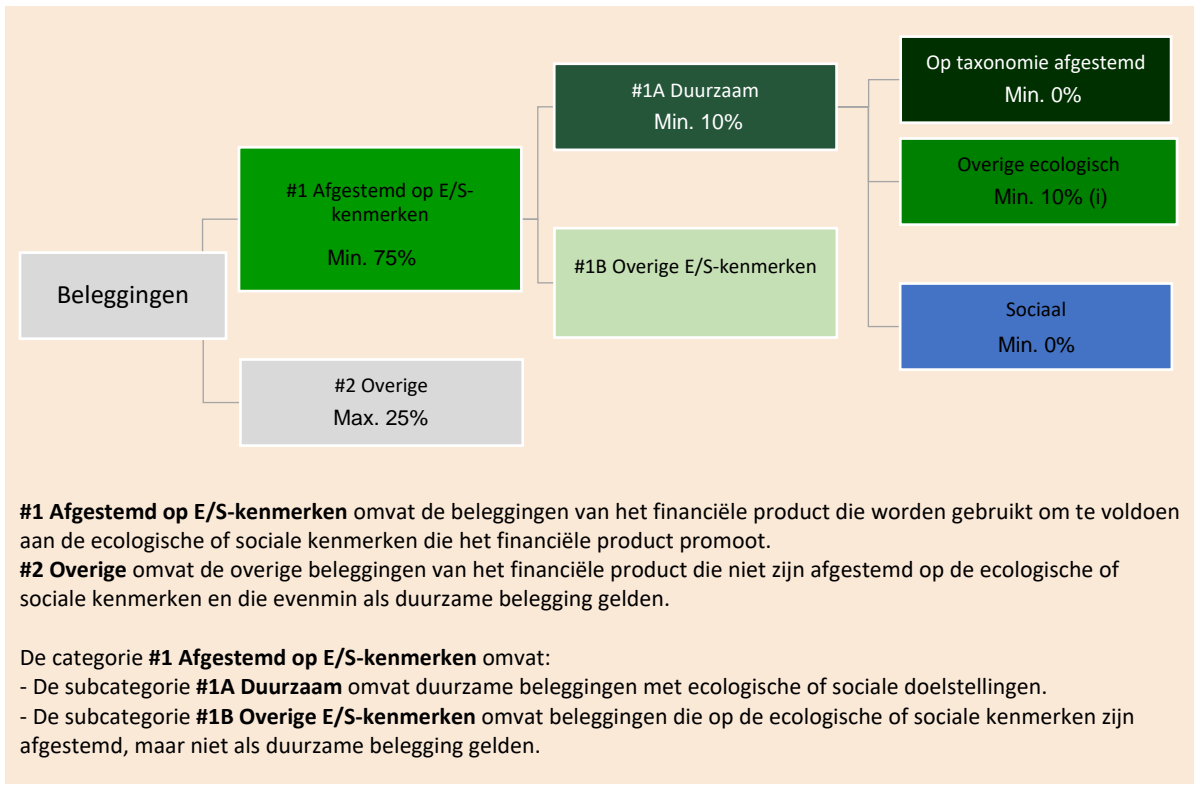 Beleggingen
#1 Afgestemd op E/S-
kenmerken
Min. 75%
#2 Overige
Max. 25%
#1A Duurzaam
Min. 10%
#1B Overige E/S-kenmerken
Op taxonomie afgestemd
Min. 0%
Overige ecologisch
Min. 10% (i)
Sociaal
Min. 0%
#1 Afgestemd op E/S-kenmerken omvat de beleggingen van het financiële product die worden gebruikt om te voldoen
aan de ecologische of sociale kenmerken die het financiële product promoot.
#2 Overige omvat de overige beleggingen van het financiële product die niet zijn afgestemd op de ecologische of
sociale kenmerken en die evenmin als duurzame belegging gelden.
De categorie #1 Afgestemd op E/S-kenmerken omvat:
- De subcategorie #1A Duurzaam omvat duurzame beleggingen met ecologische of sociale doelstellingen.
- De subcategorie #1B Overige E/S-kenmerken omvat beleggingen die op de ecologische of sociale kenmerken zijn
afgestemd, maar niet als duurzame belegging gelden.